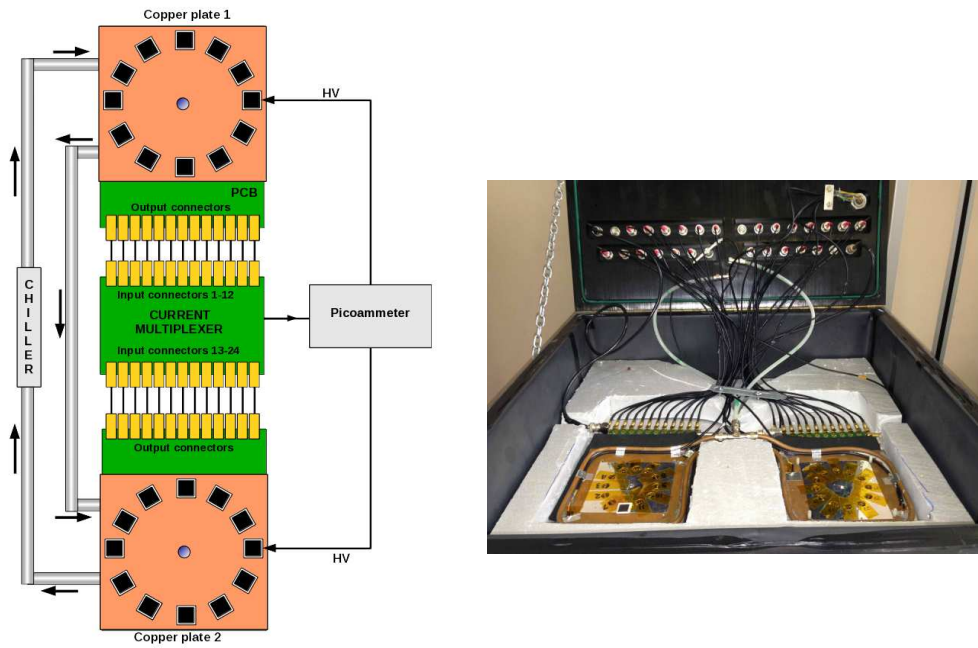 Copper plate 1
HV
PCB
Output connectors
Input connectors 1-12
CURRENT
MULTIPLEXER
Input connectors 13-24
Picoammeter
CHILLER
Output connectors
HV
Copper plate 2